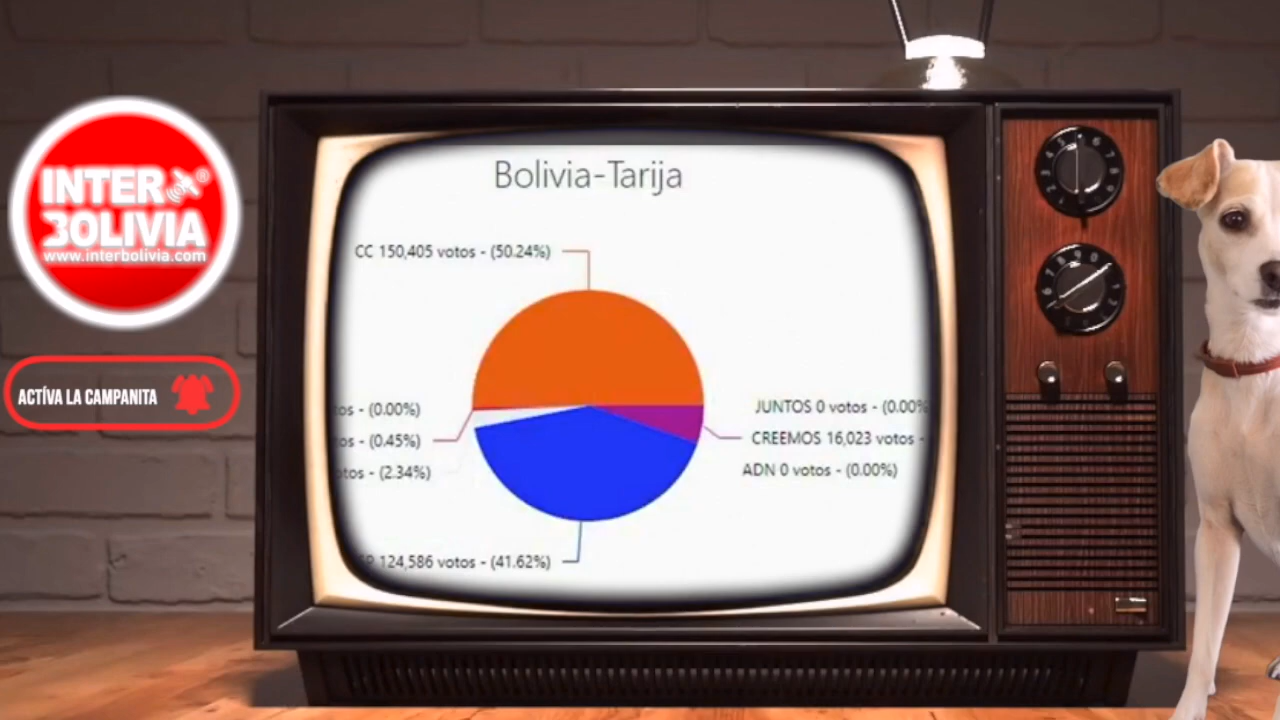 INTER
BOLIVIA
www.interbolivia.com
ACTÍVA LA CAMPANITA
Bolivia-Tarija
CC 150,405 votos - (50.24%)
- (0.00%)
- (0.45%)
- (2.34%)
124,586 votos - (41.62%)
JUNTOS 0 votos - (0.00%
CREEMOS 16,023 votos -
ADN 0 votos - (0.00%)